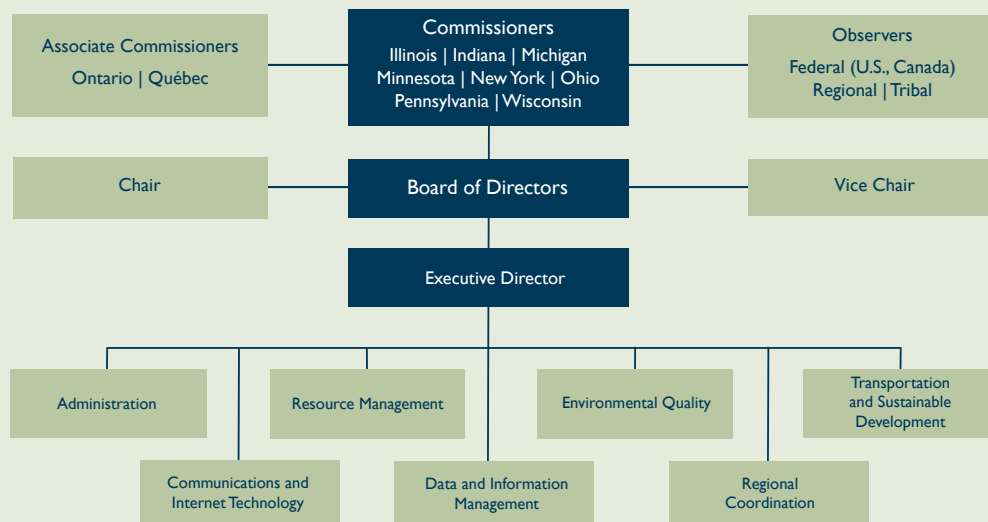 Associate Commissioners
Ontario | Québec
Commissioners
Illinois | Indiana | Michigan
Minnesota | New York | Ohio
Pennsylvania | Wisconsin
Observers
Federal (U.S., Canada)
Regional | Tribal
Chair
Board of Directors
Vice Chair
Executive Director
Administration
Resource Management
Environmental Quality
Transportation
and Sustainable
Development
Communications and
Internet Technology
Data and Information
Management
Regional
Coordination